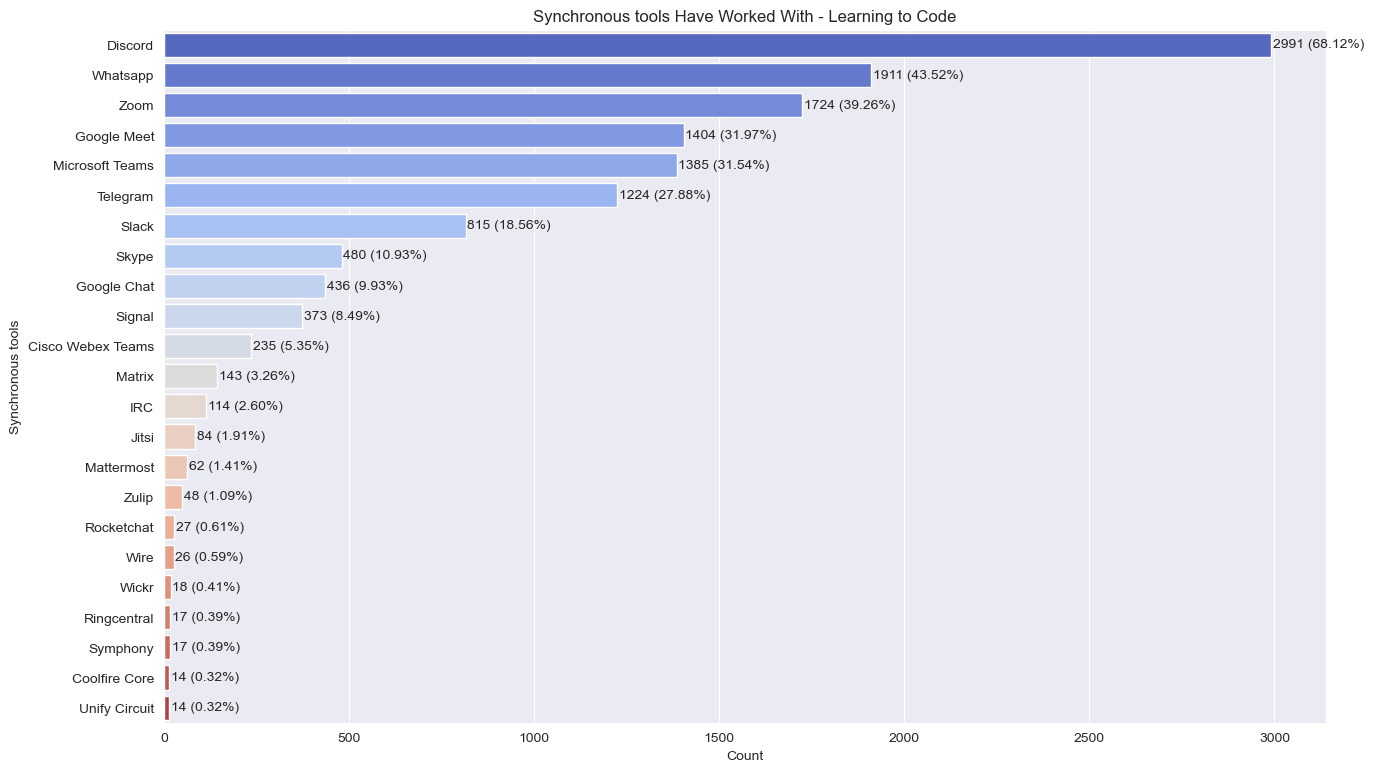 Synchronous tools Have Worked With - Learning to Code
Synchronous tools
Discord 2991 (68.12%)
Whatsapp 1911 (43.52%)
Zoom 1724 (39.26%)
Google Meet 1404 (31.97%)
Microsoft Teams 1385 (31.54%)
Telegram 1224 (27.88%)
Slack 815 (18.56%)
Skype 480 (10.93%)
Google Chat 436 (9.93%)
Signal 373 (8.49%)
Cisco Webex Teams 235 (5.35%)
Matrix 143 (3.26%)
IRC 114 (2.60%)
Jitsi 84 (1.91%)
Mattermost 62 (1.41%)
Zulip 48 (1.09%)
Rocketchat 27 (0.61%)
Wire 26 (0.59%)
Wickr 18 (0.41%)
Ringcentral 17 (0.39%)
Symphony 17 (0.39%)
Coolfire Core 14 (0.32%)
Unify Circuit 14 (0.32%)
0 500 1000 1500 2000 2500 3000
Count